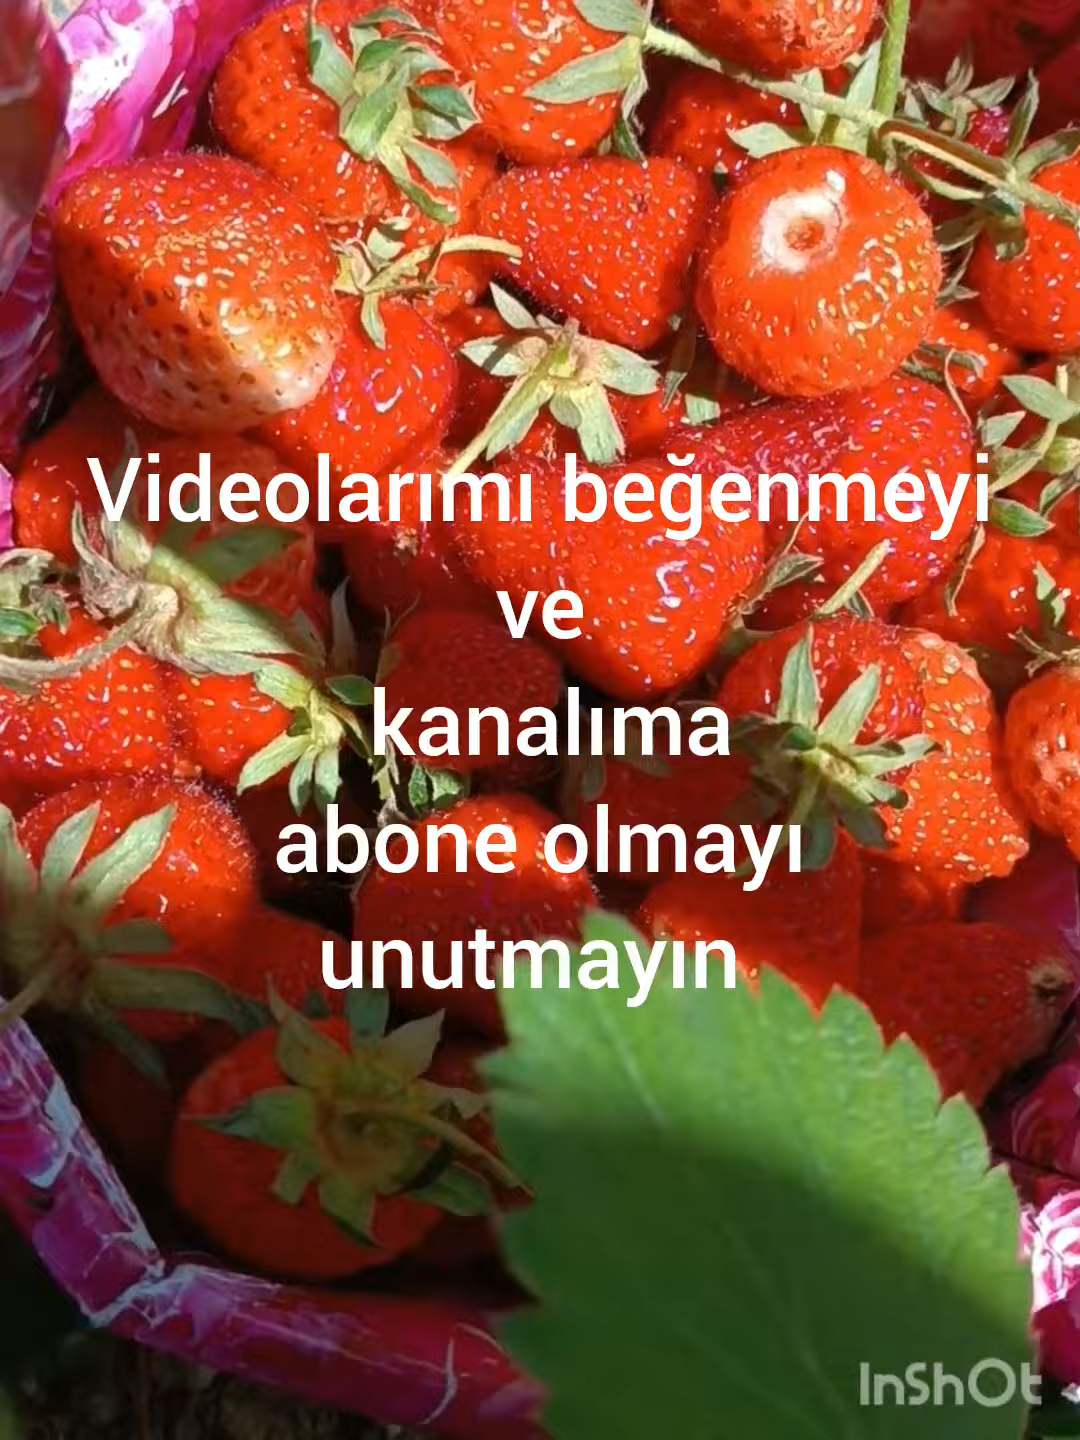 Videolarımı beğenmeyi
ve
kanalıma
abone olmayı
unutmayın
InShOt